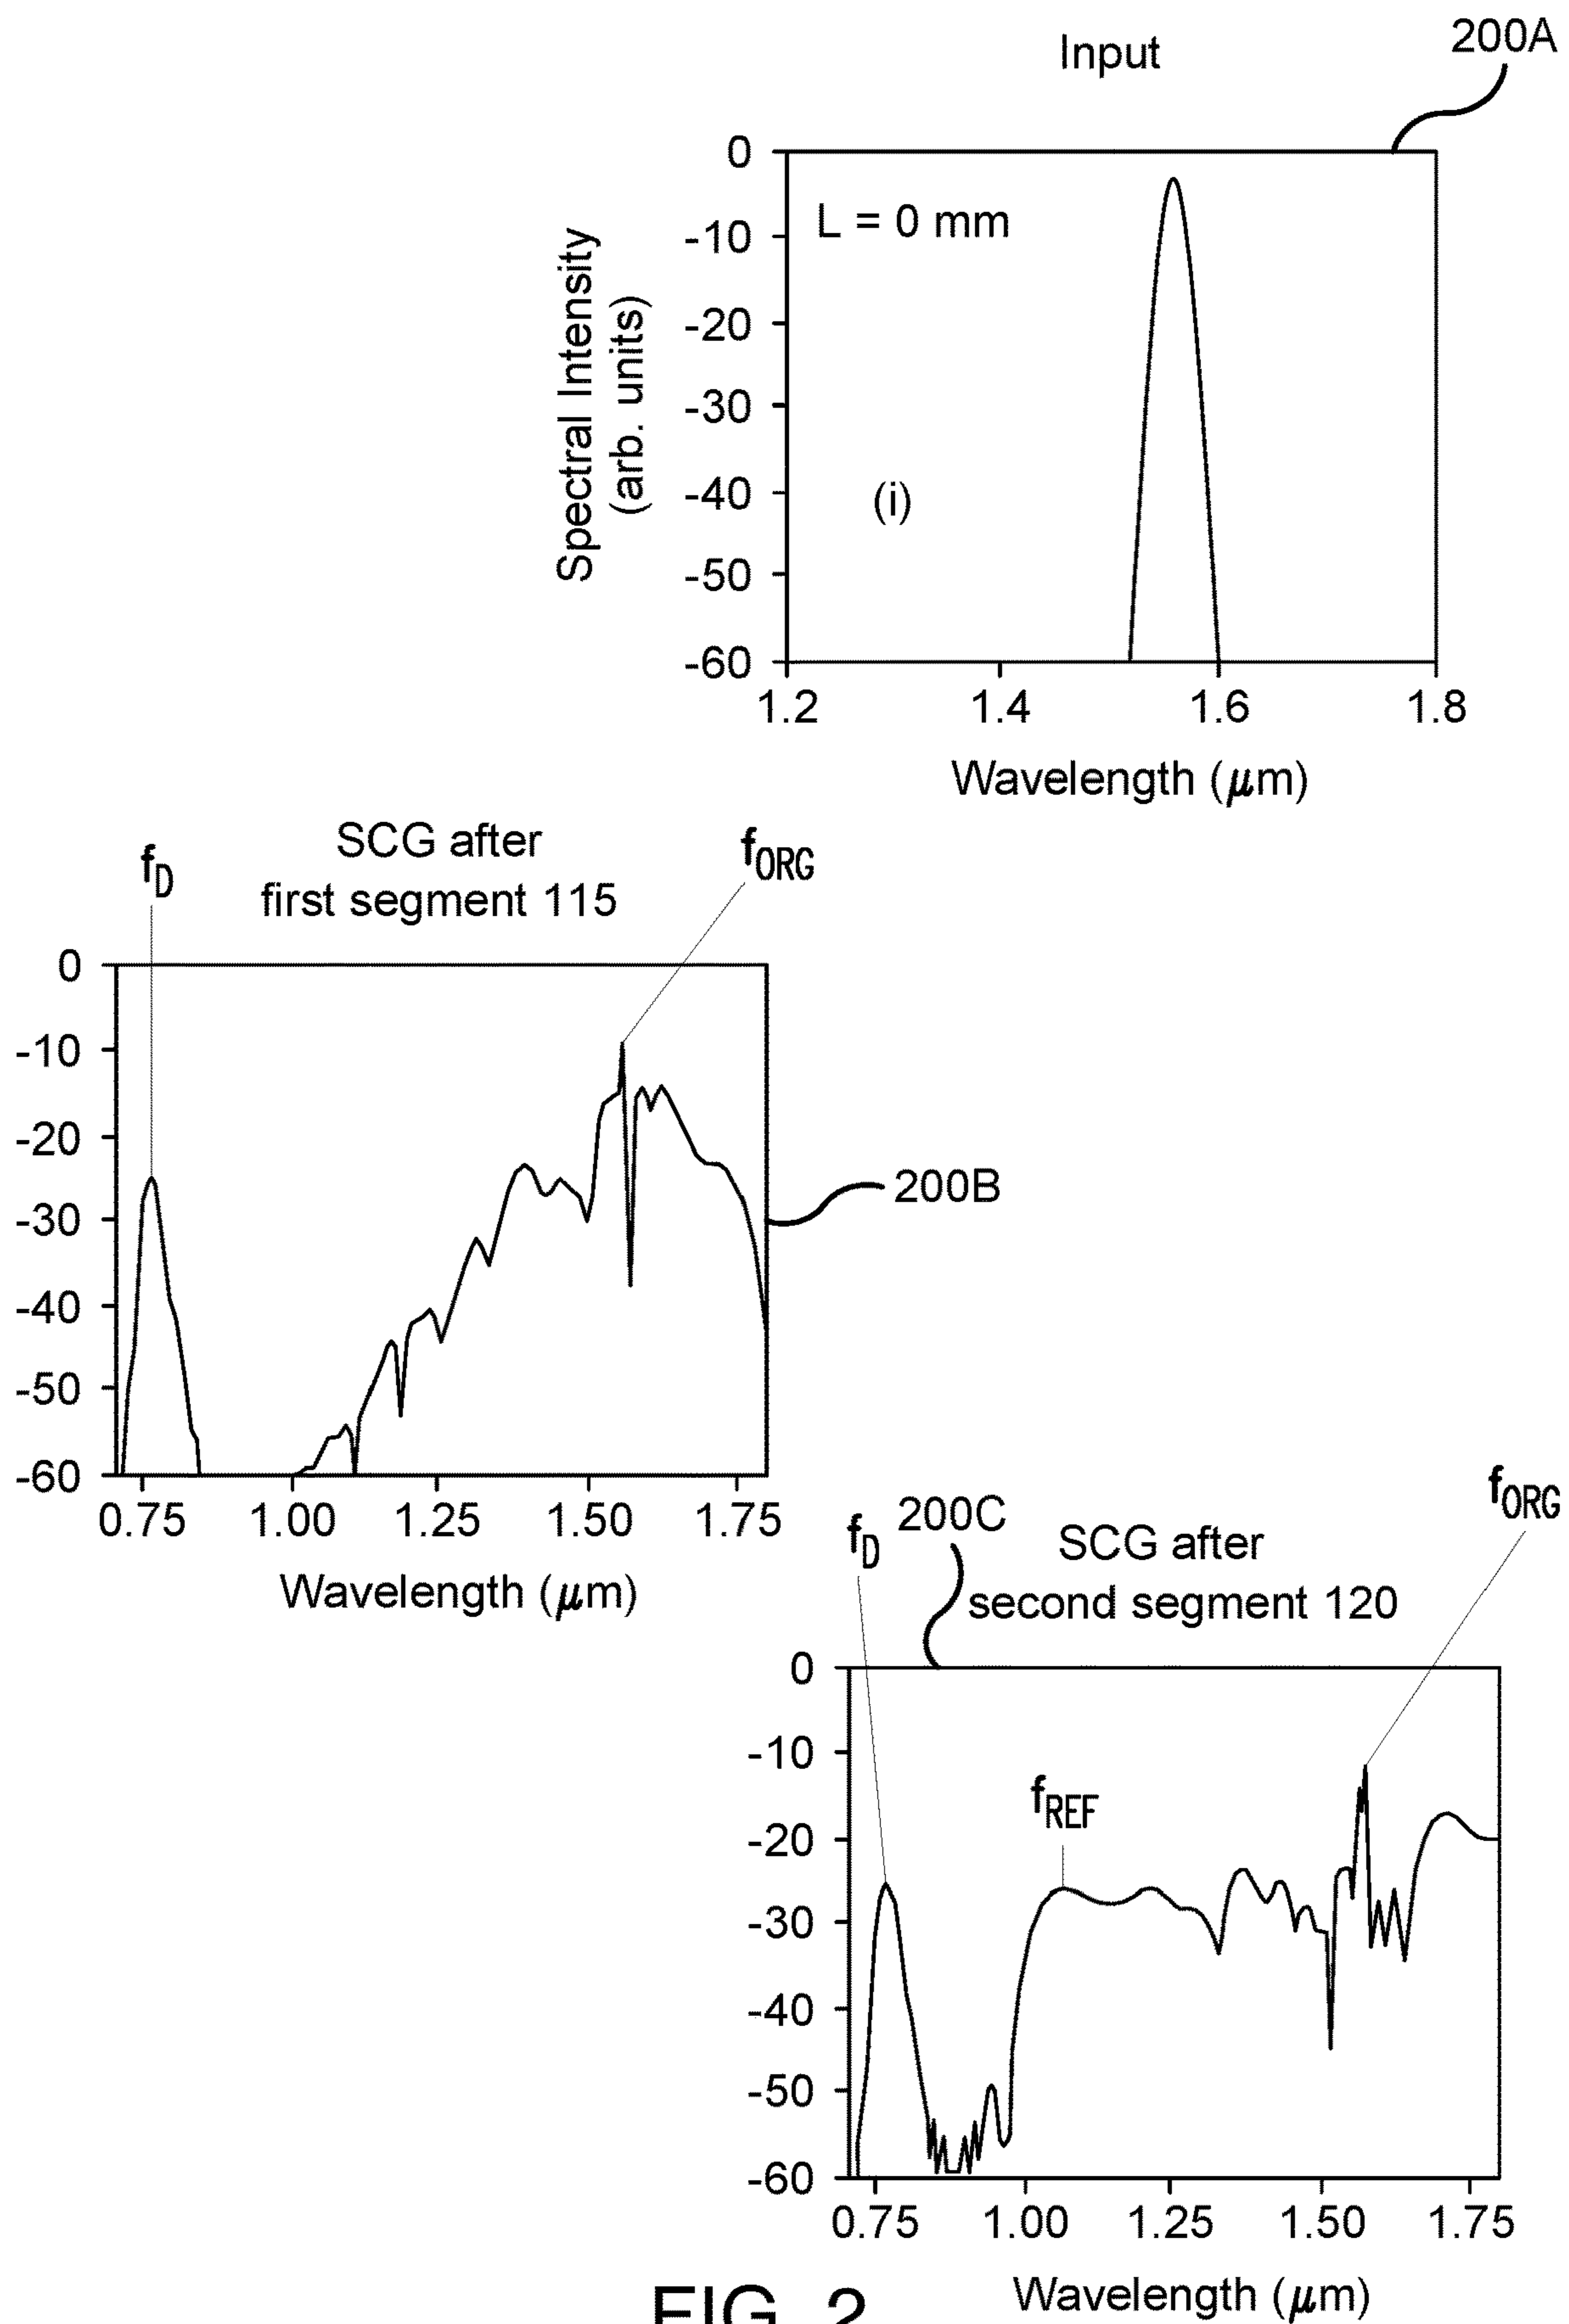 Input
200A
0
L = 0 mm
-10
-20
-30
-40
-50
-60
(i)
Spectral Intensity
(arb. units)
1.2 1.4 1.6 1.8
Wavelength (μm)
SCG after
first segment 115
fD
fORG
0
-10
-20
-30
-40
-50
-60
200B
0.75 1.00 1.25 1.50 1.75
Wavelength (μm)
fD
200C
SCG after
second segment 120
fORG
0
-10
-20
-30
-40
-50
-60
fREF
0.75 1.00 1.25 1.50 1.75
Wavelength (μm)
FIG. 2